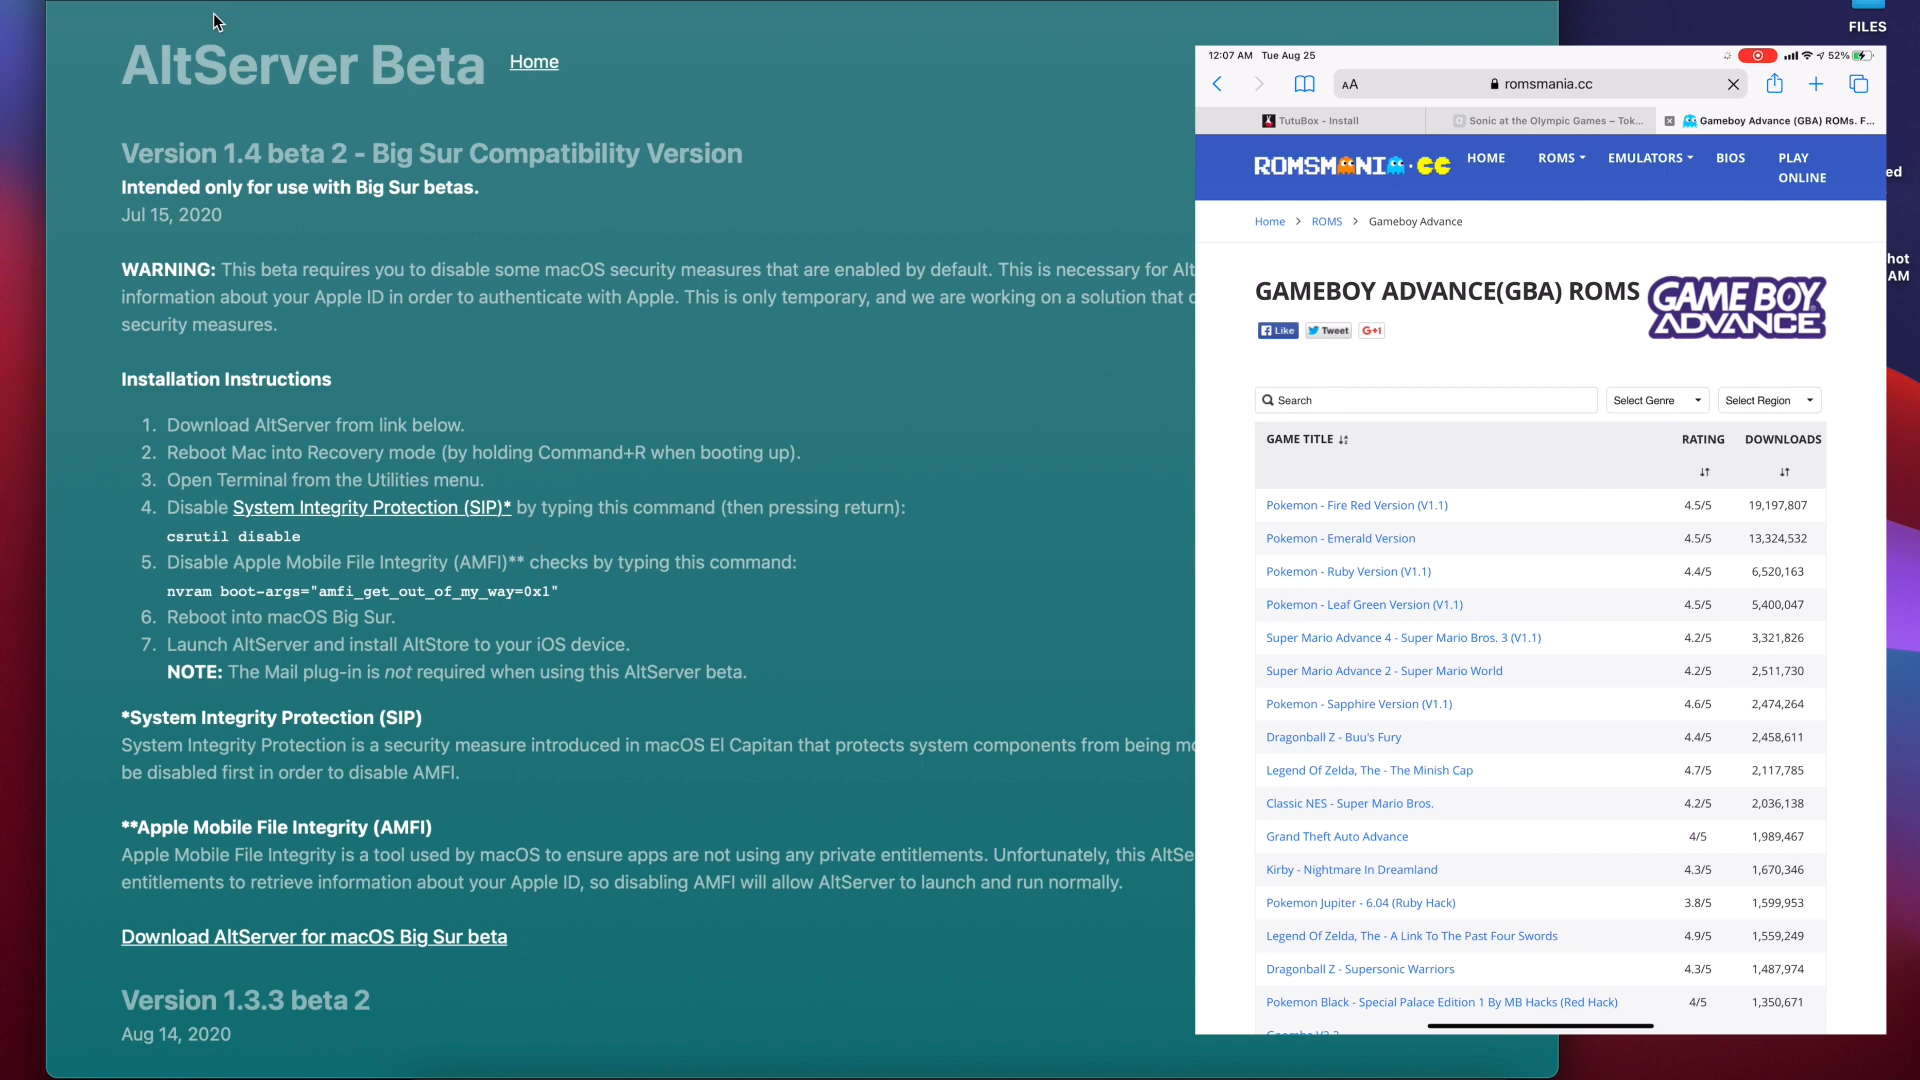 AltServer Beta
Home
Version 1.4 beta 2 - Big Sur Compatibility Version
Intended only for use with Big Sur betas.
Jul 15, 2020
WARNING: This beta requires you to disable some macOS security measures that are enabled by default. This is necessary for Alt
information about your Apple ID in order to authenticate with Apple. This is only temporary, and we are working on a solution that
security measures.
Installation Instructions
1. Download AltServer from link below.
2. Reboot Mac into Recovery mode (by holding Command+R when booting up).
3. Open Terminal from the Utilities menu.
4. Disable System Integrity Protection (SIP)* by typing this command (then pressing return):
csrutil disable
5. Disable Apple Mobile File Integrity (AMFI)** checks by typing this command:
nvram boot-args="amfi_get_out_of_my_way=0x1"
6. Reboot into macOS Big Sur.
7. Launch AltServer and install AltStore to your iOS device.
NOTE: The Mail plug-in is not required when using this AltServer beta.
*System Integrity Protection (SIP)
System Integrity Protection is a security measure introduced in macOS El Capitan that protects system components from being
be disabled first in order to disable AMFI.
**Apple Mobile File Integrity (AMFI)
Apple Mobile File Integrity is a tool used by macOS to ensure apps are not using any private entitlements. Unfortunately, this AltSe
entitlements to retrieve information about your Apple ID, so disabling AMFI will allow AltServer to launch and run normally.
Download AltServer for macOS Big Sur beta
Version 1.3.3 beta 2
Aug 14, 2020
FILES
ed
hot
AM
12:07 AM Tue Aug 25
52%
AA
romsmania.cc
TutuBox - Install
Sonic at the Olympic Games – Tok...
Gameboy Advance (GBA) ROMs. F...
ROMSMANIA.CC
HOME
ROMS
EMULATORS
BIOS
PLAY
ONLINE
Home > ROMS > Gameboy Advance
GAMEBOY ADVANCE(GBA) ROMS
GAME BOY
ADVANCE
Like
Tweet
G+1
Search
Select Genre
Select Region
GAME TITLE RATING DOWNLOADS
Pokemon - Fire Red Version (V1.1) 4.5/5 19,197,807
Pokemon - Emerald Version 4.5/5 13,324,532
Pokemon - Ruby Version (V1.1) 4.4/5 6,520,163
Pokemon - Leaf Green Version (V1.1) 4.5/5 5,400,047
Super Mario Advance 4 - Super Mario Bros. 3 (V1.1) 4.2/5 3,321,826
Super Mario Advance 2 - Super Mario World 4.2/5 2,511,730
Pokemon - Sapphire Version (V1.1) 4.6/5 2,474,264
Dragonball Z - Buu's Fury 4.4/5 2,458,611
Legend Of Zelda, The - The Minish Cap 4.7/5 2,117,785
Classic NES - Super Mario Bros. 4.2/5 2,036,138
Grand Theft Auto Advance 4/5 1,989,467
Kirby - Nightmare In Dreamland 4.3/5 1,670,346
Pokemon Jupiter - 6.04 (Ruby Hack) 3.8/5 1,599,953
Legend Of Zelda, The - A Link To The Past Four Swords 4.9/5 1,559,249
Dragonball Z - Supersonic Warriors 4.3/5 1,487,974
Pokemon Black - Special Palace Edition 1 By MB Hacks (Red Hack) 4/5 1,350,671